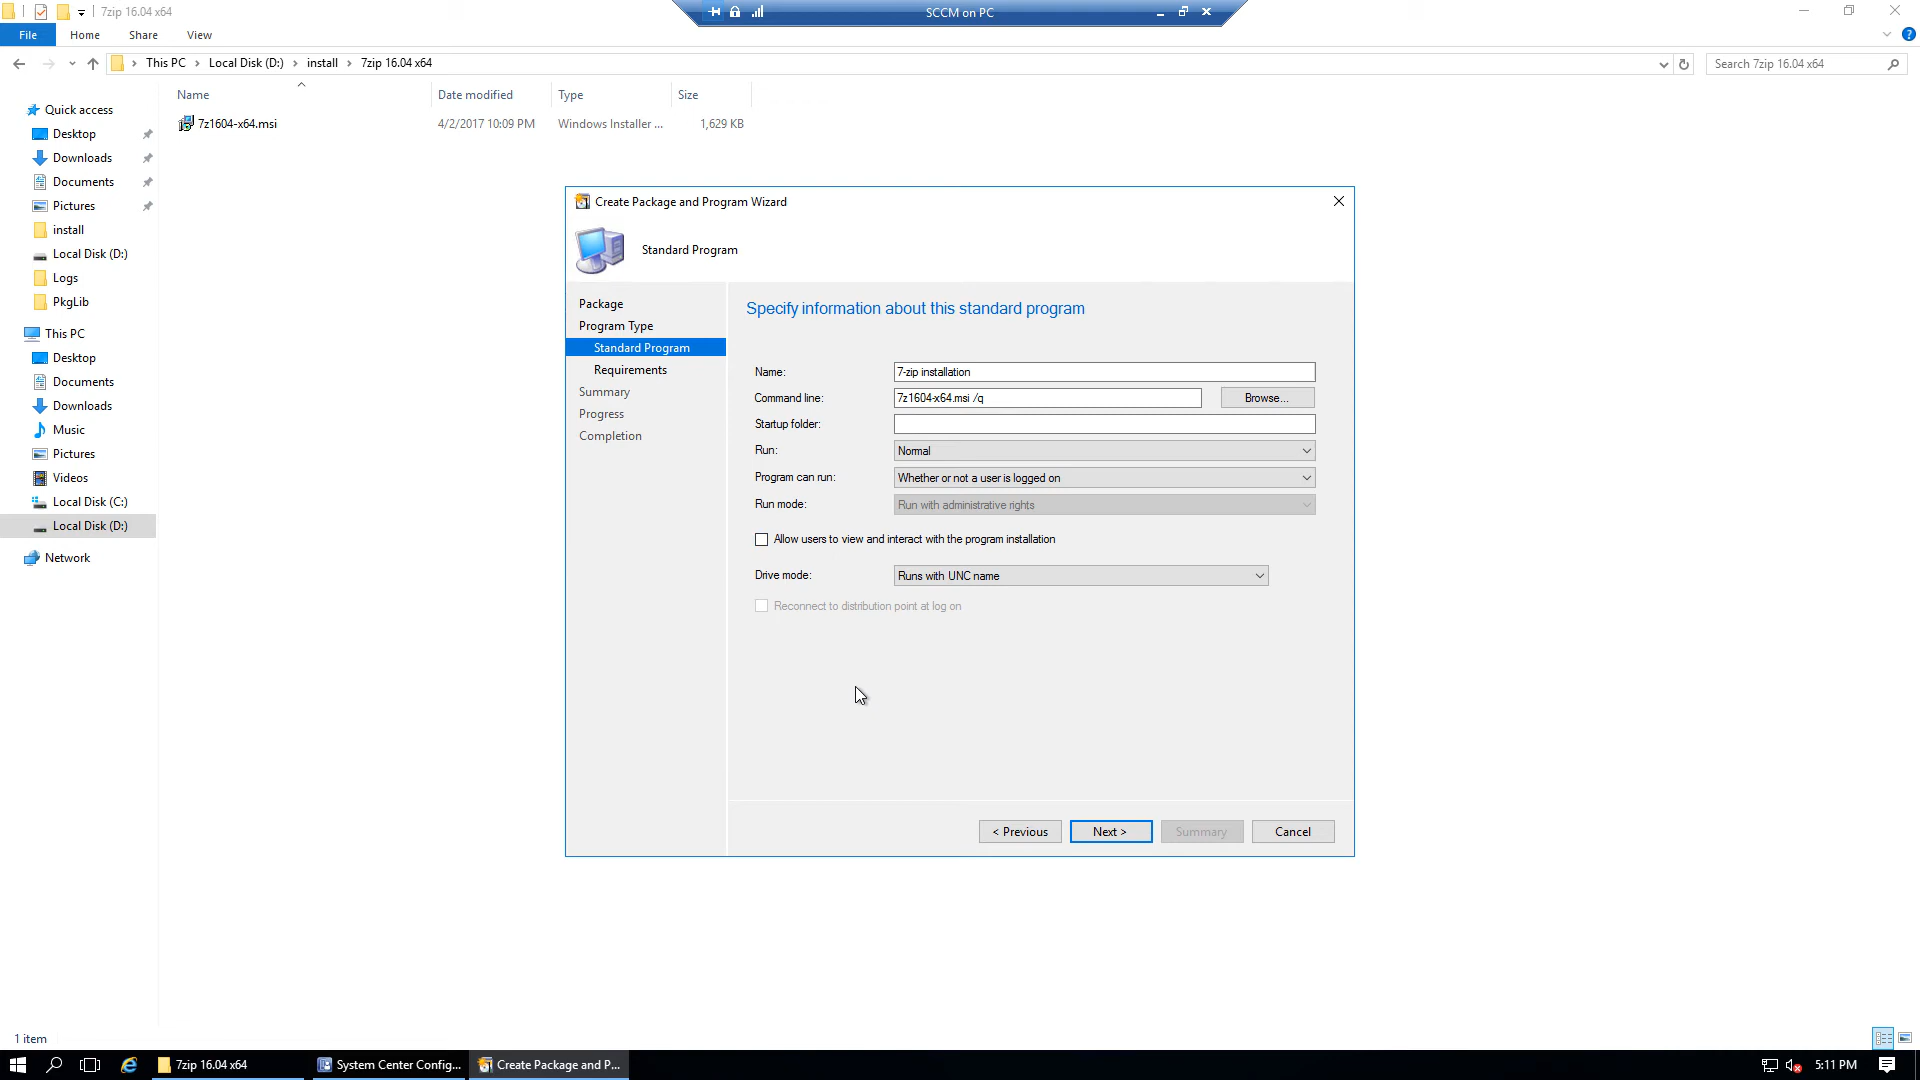 7zip 16.04 x64
SCCM on PC
File Home Share View
This PC Local Disk (D:) install 7zip 16.04 x64
Search 7zip 16.04 x64
Name Date modified Type Size
7z1604-x64.msi 4/2/2017 10:09 PM Windows Installer ... 1,629 KB
Quick access
Desktop
Downloads
Documents
Pictures
install
Local Disk (D:)
Logs
PkgLib
This PC
Desktop
Documents
Downloads
Music
Pictures
Videos
Local Disk (C:)
Local Disk (D:)
Network
Create Package and Program Wizard
Standard Program
Package
Program Type
Standard Program
Requirements
Summary
Progress
Completion
Specify information about this standard program
Name: 7-zip installation
Command line: 7z1604-x64.msi /q Browse...
Startup folder:
Run: Normal
Program can run: Whether or not a user is logged on
Run mode: Run with administrative rights
Allow users to view and interact with the program installation
Drive mode: Runs with UNC name
Reconnect to distribution point at log on
< Previous Next > Summary Cancel
1 item
7zip 16.04 x64 System Center Config... Create Package and P... 5:11 PM